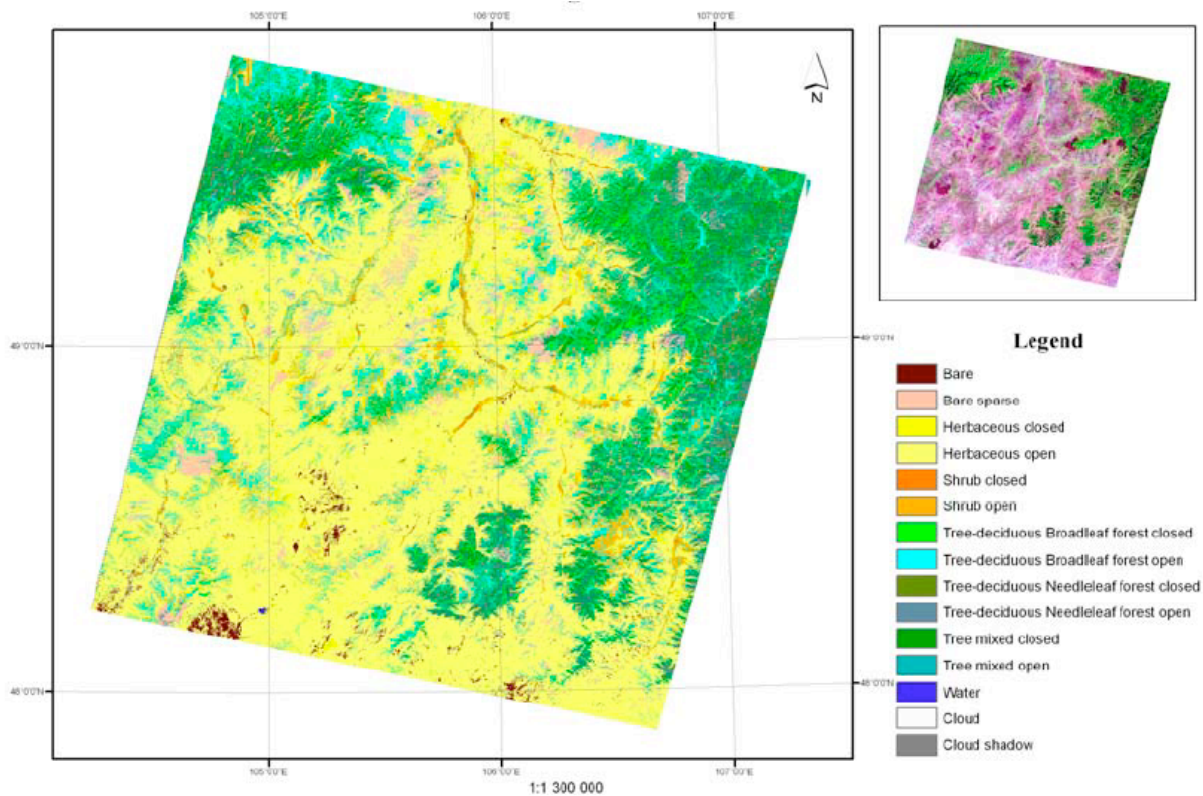 105°0'0"E 106°0'0"E 107°0'0"E
N
49°0'0"N 49°0'0"N
48°0'0"N 48°0'0"N
105°0'0"E 106°0'0"E 107°0'0"E
1:1 300 000
Legend
Bare
Bare sparse
Herbaceous closed
Herbaceous open
Shrub closed
Shrub open
Tree-deciduous Broadleaf forest closed
Tree-deciduous Broadleaf forest open
Tree-deciduous Needleleaf forest closed
Tree-deciduous Needleleaf forest open
Tree mixed closed
Tree mixed open
Water
Cloud
Cloud shadow